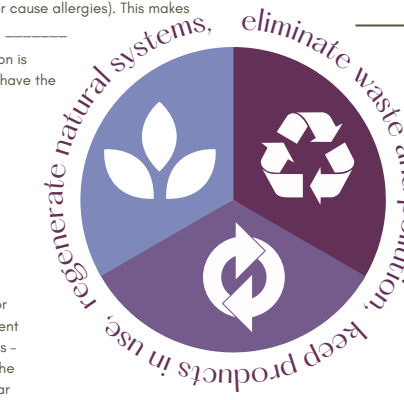 r cause allergies). This makes
_______
on is
have the
regenerate natural systems,
eliminate waste and pollution,
keep products in use,
or
ent
s -
he
ar